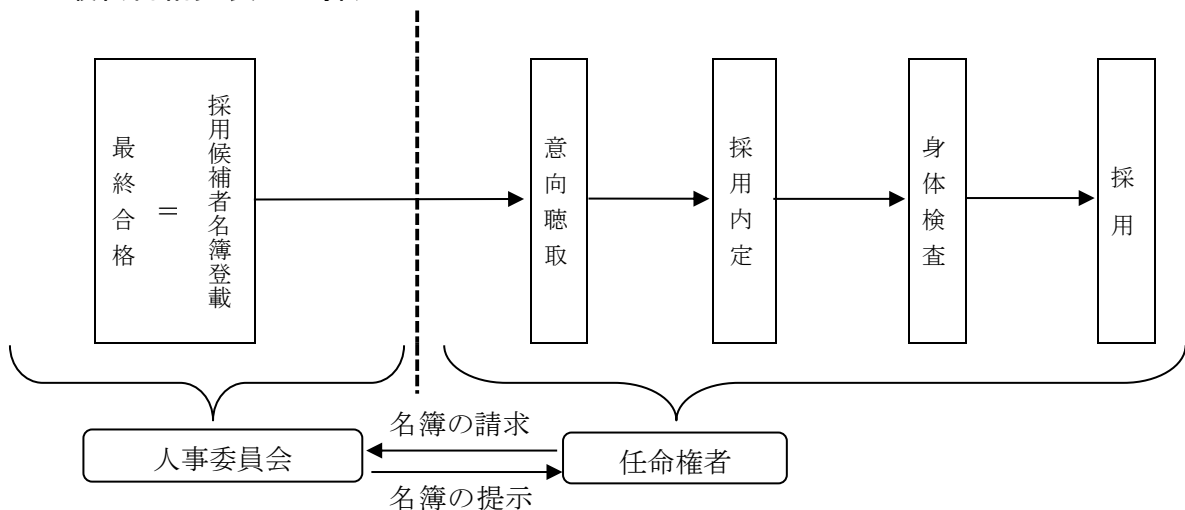 最終合格
＝
採用候補者名簿登載
意向聴取
採用内定
身体検査
採用
名簿の請求
人事委員会
任命権者
名簿の提示